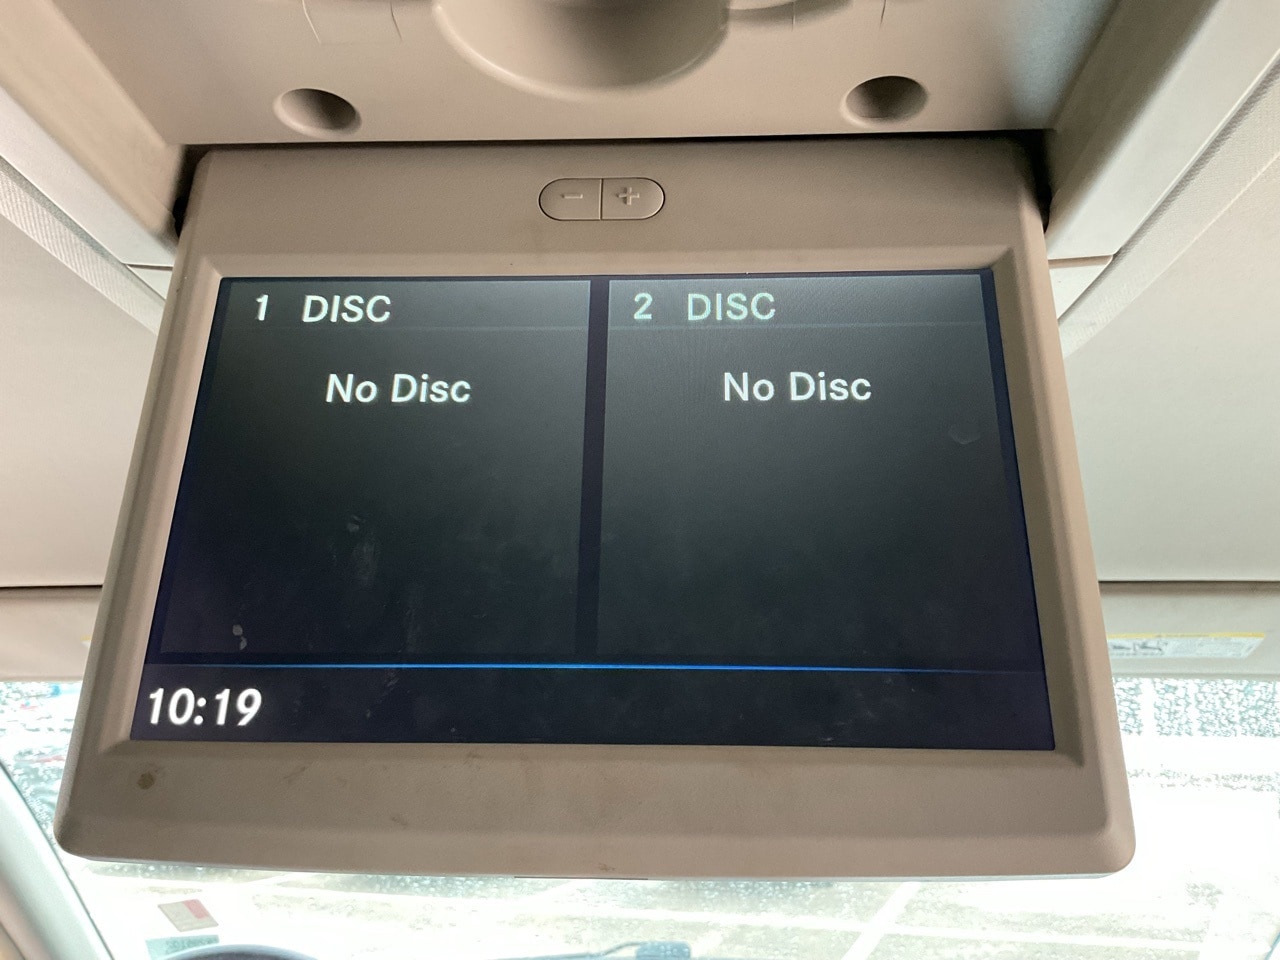 − +
1 DISC
No Disc
2 DISC
No Disc
10:19